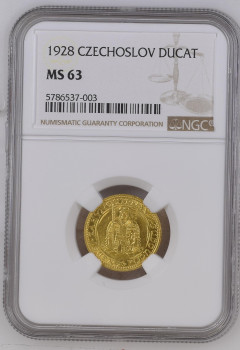 1928 CZECHOSLOV DUCAT
MS 63
5786537-003
NUMISMATIC GUARANTY CORPORATION
NGC